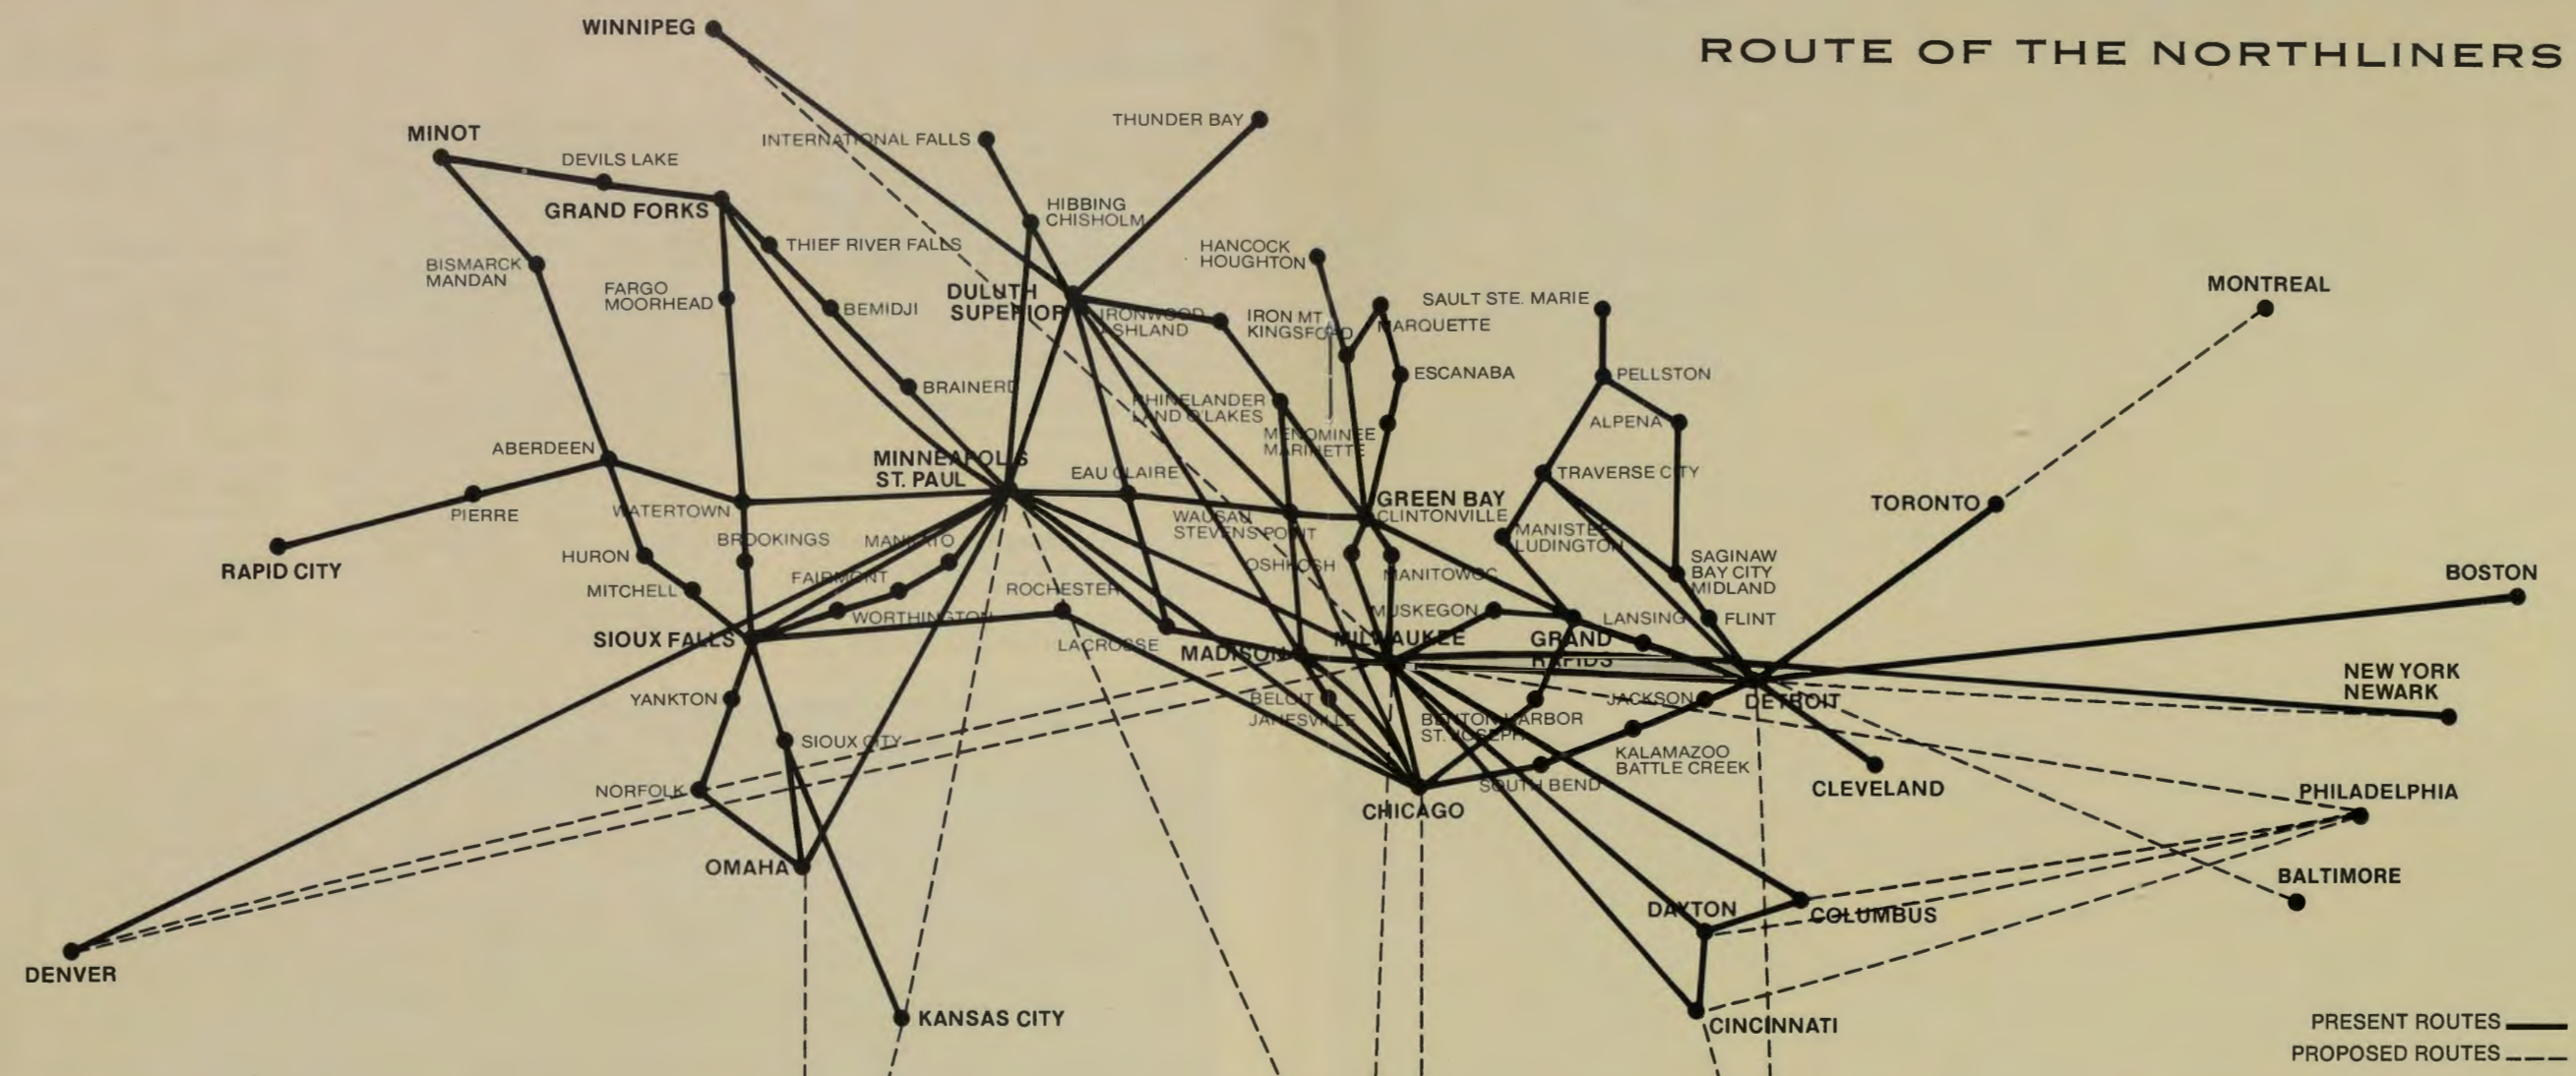 WINNIPEG
ROUTE OF THE NORTHLINERS
THUNDER BAY
MINOT
INTERNATIONAL FALLS
DEVILS LAKE
HIBBING
CHISHOLM
GRAND FORKS
THIEF RIVER FALLS
HANCOCK
HOUGHTON
BISMARCK
MANDAN
FARGO
MOORHEAD
BEMIDJI
DULUTH
SUPERIOR
IRONWOOD
ASHLAND
IRON MT.
KINGSFORD
MARQUETTE
SAULT STE. MARIE
MONTREAL
ESCANABA
PELLSTON
BRAINERD
RHINELANDER
LAND O'LAKES
ALPENA
MENOMINEE
MARINETTE
ABERDEEN
MINNEAPOLIS
ST. PAUL
EAU CLAIRE
TRAVERSE CITY
PIERRE
WATERTOWN
GREEN BAY
CLINTONVILLE
WAUSAU
STEVENS POINT
TORONTO
MANISTEE
LUDINGTON
BROOKINGS
MANKATO
HURON
RAPID CITY
OSHKOSH
MANITOWOC
SAGINAW
BAY CITY
MIDLAND
BOSTON
FAIRMONT
MITCHELL
ROCHESTER
WORTHINGTON
MUSKEGON
LANSING
FLINT
SIOUX FALLS
LACROSSE
MADISON
MILWAUKEE
GRAND
RAPIDS
NEW YORK
NEWARK
YANKTON
BELOIT
JANESVILLE
JACKSON
DETROIT
BENTON HARBOR
ST. JOSEPH
SIOUX CITY
KALAMAZOO
BATTLE CREEK
NORFOLK
SOUTH BEND
CLEVELAND
PHILADELPHIA
CHICAGO
OMAHA
BALTIMORE
DAYTON
COLUMBUS
DENVER
KANSAS CITY
CINCINNATI
PRESENT ROUTES
PROPOSED ROUTES